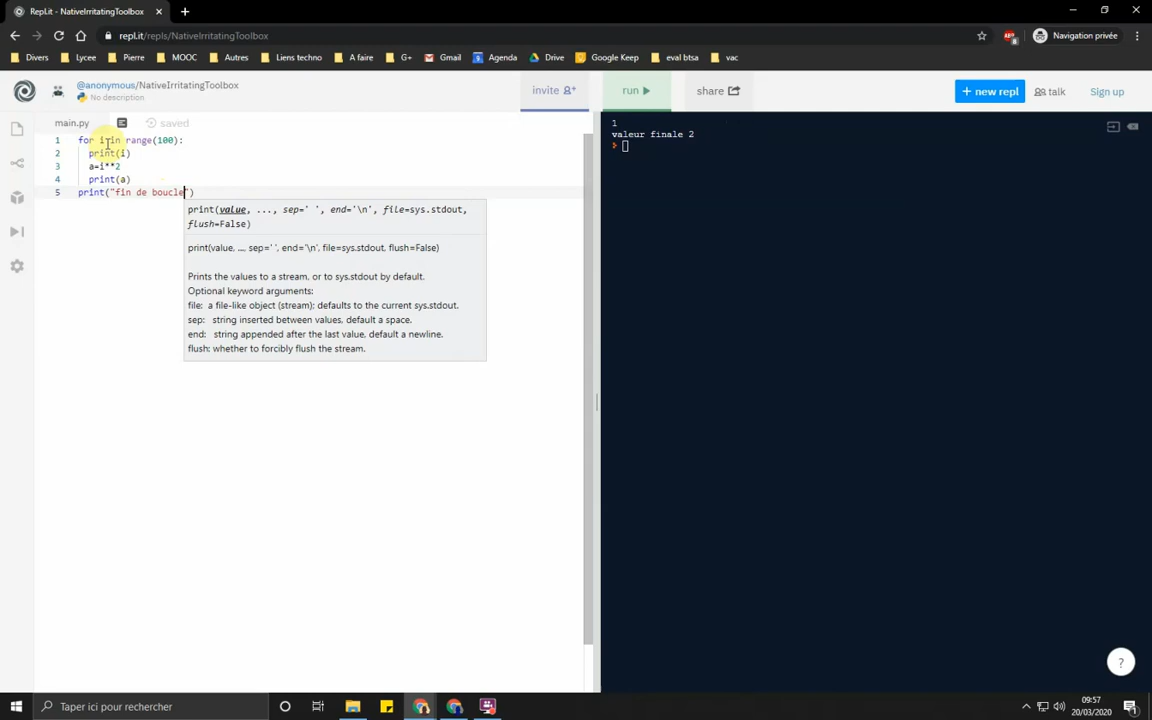 Repl.it - NativeIrritatingToolbox
repl.it/repls/NativeIrritatingToolbox
Navigation privée
Divers Lycee Pierre MOOC Autres Liens techno A faire G+ Gmail Agenda Drive Google Keep eval btsa vac
@anonymous/NativeIrritatingToolbox
No description
invite
run
share
+ new repl
talk
Sign up
main.py
saved
1 for i in range(100):
2 print(i)
3 a=i**2
4 print(a)
5 print("fin de boucle")
print(value, ..., sep=' ', end='\n', file=sys.stdout,
flush=False)
print(value, ..., sep=' ', end='\n', file=sys.stdout, flush=False)
Prints the values to a stream, or to sys.stdout by default.
Optional keyword arguments:
file: a file-like object (stream); defaults to the current sys.stdout.
sep: string inserted between values, default a space.
end: string appended after the last value, default a newline.
flush: whether to forcibly flush the stream.
1
valeur finale 2
?
Taper ici pour rechercher
09:57
20/03/2020